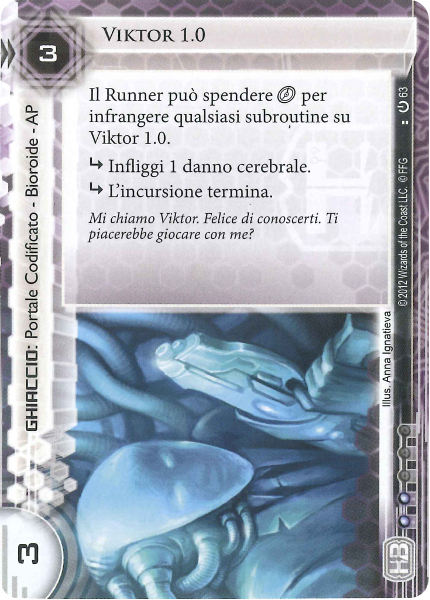 3
Viktor 1.0
Il Runner può spendere per
infrangere qualsiasi subroutine su
Viktor 1.0.
↳ Infliggi 1 danno cerebrale.
↳ L'incursione termina.
Mi chiamo Viktor. Felice di conoscerti. Ti
piacerebbe giocare con me?
GHIACCIO: Portale Codificato - Bioroide - AP
3
63
© 2012 Wizards of the Coast LLC. © FFG
Illus. Anna Ignatieva
HB